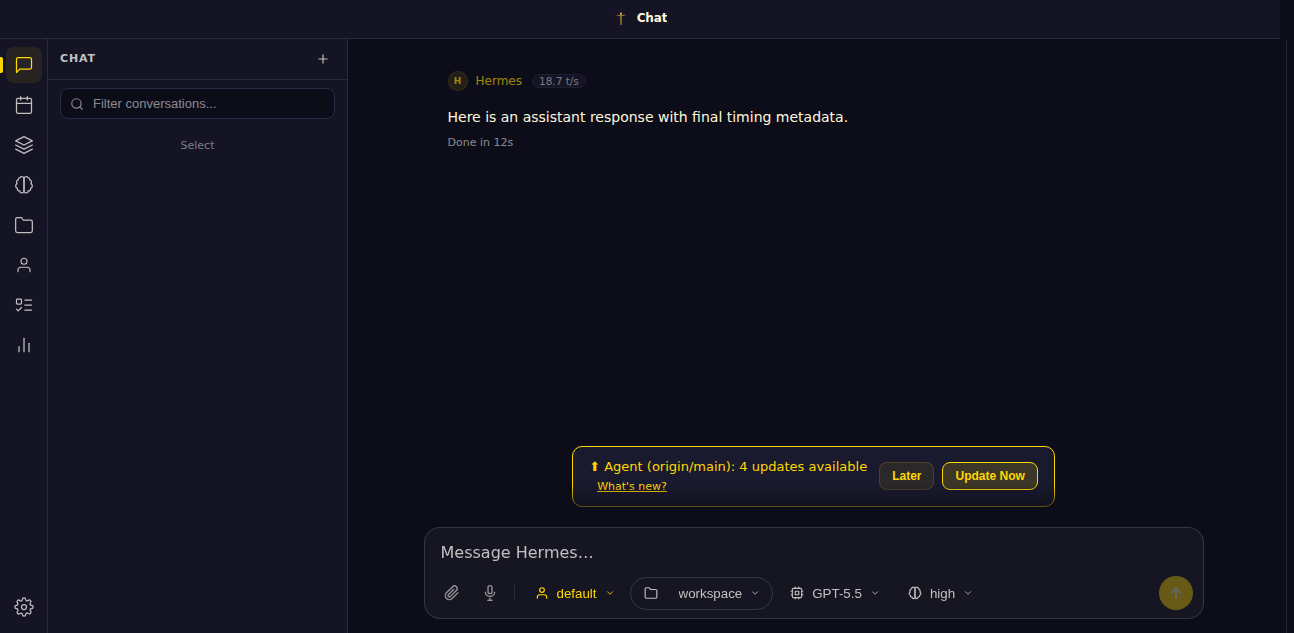 Chat
CHAT
Filter conversations...
Select
H Hermes 18.7 t/s
Here is an assistant response with final timing metadata.
Done in 12s
⬆ Agent (origin/main): 4 updates available
What's new?
Later
Update Now
Message Hermes...
default workspace GPT-5.5 high